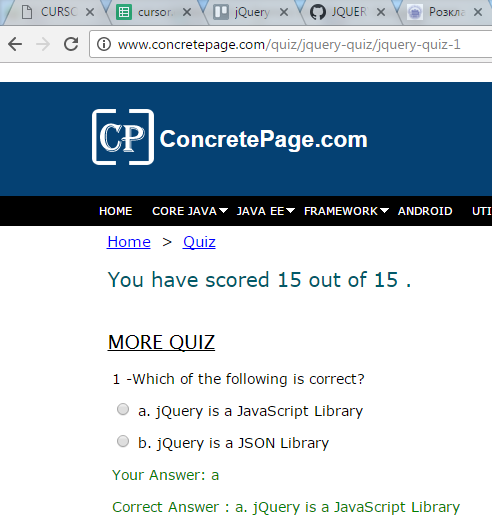 CURSO
cursor.
jQuery
JQUER
Розкла
www.concretepage.com/quiz/jquery-quiz/jquery-quiz-1
CP ConcretePage.com
HOME CORE JAVA JAVA EE FRAMEWORK ANDROID UTI
Home > Quiz
You have scored 15 out of 15 .
MORE QUIZ
1 -Which of the following is correct?
a. jQuery is a JavaScript Library
b. jQuery is a JSON Library
Your Answer: a
Correct Answer : a. jQuery is a JavaScript Library